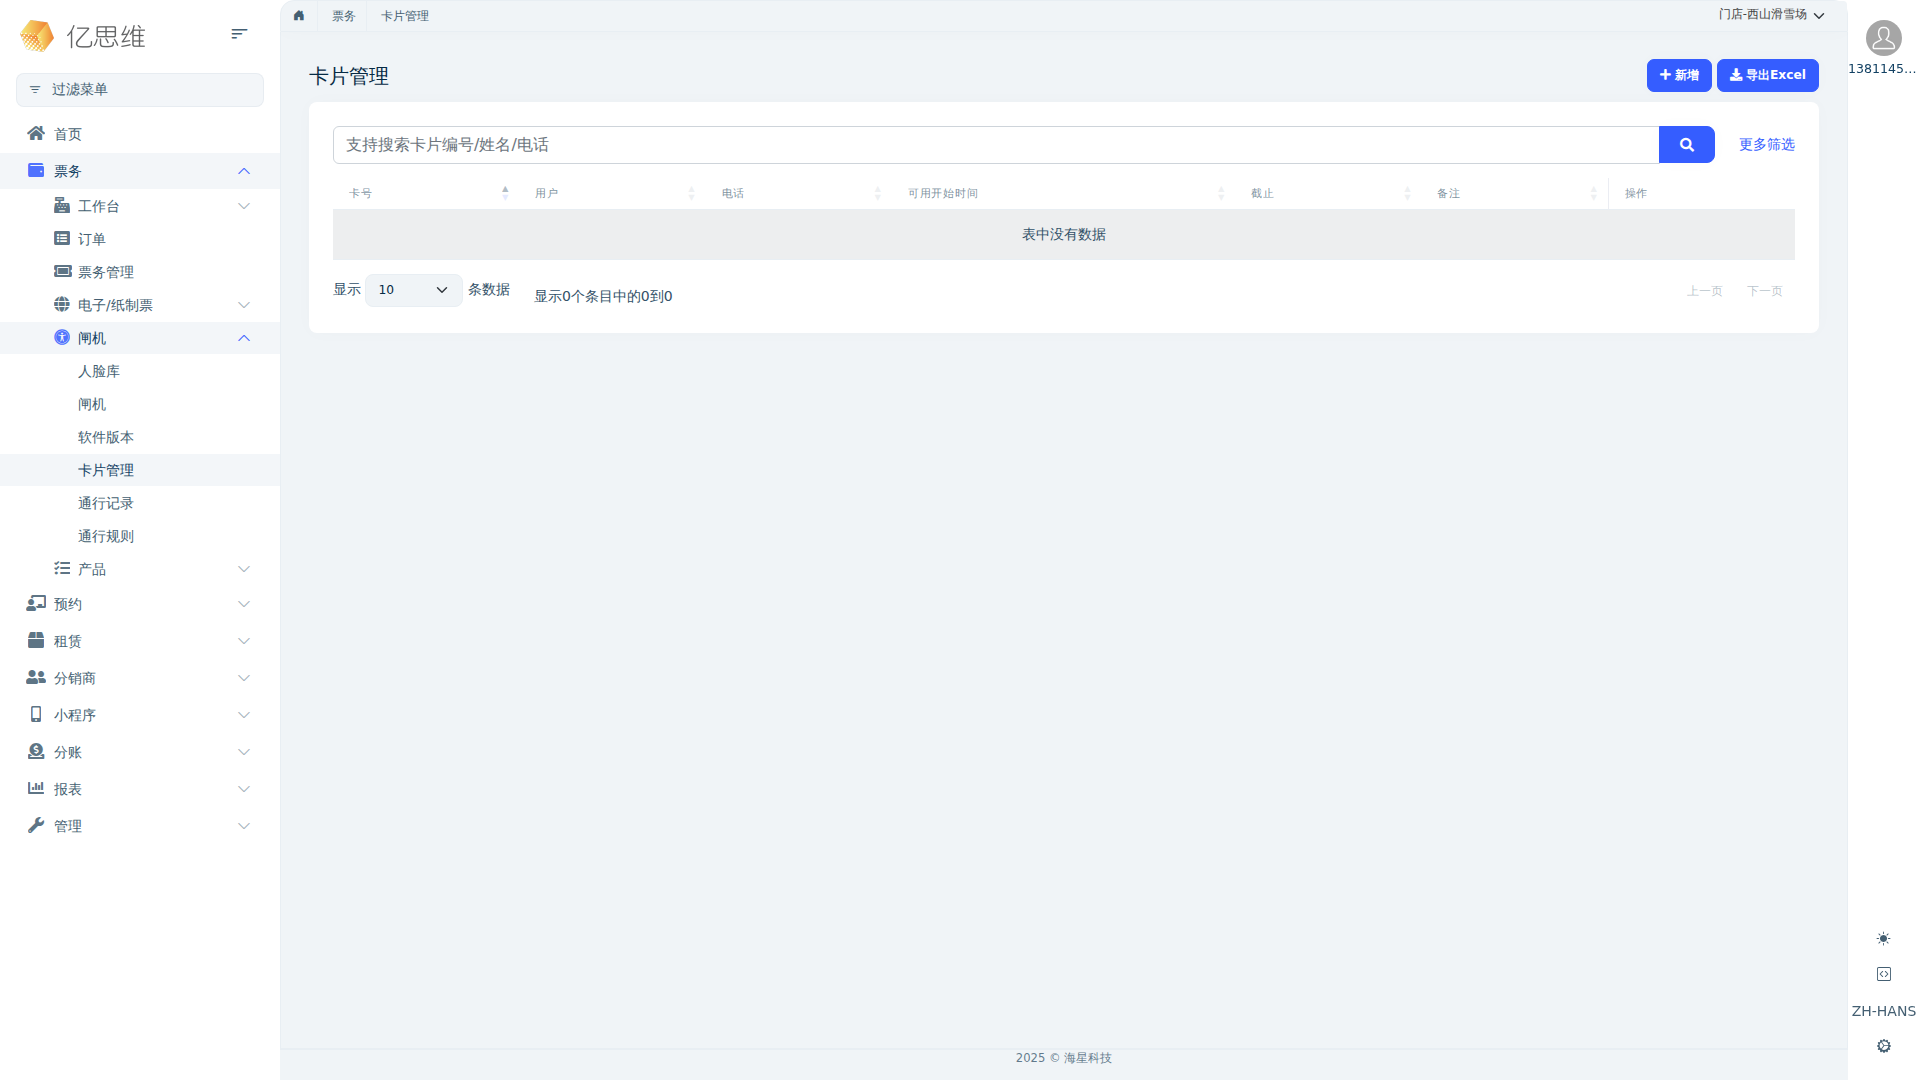 亿思维
过滤菜单
首页
票务
工作台
订单
票务管理
电子/纸制票
闸机
人脸库
闸机
软件版本
卡片管理
通行记录
通行规则
产品
预约
租赁
分销商
小程序
分账
报表
管理
票务 卡片管理
门店-西山滑雪场
卡片管理
新增 导出Excel
支持搜索卡片编号/姓名/电话
更多筛选
卡号 用户 电话 可用开始时间 截止 备注 操作
表中没有数据
显示 10 条数据 显示0个条目中的0到0
上一页 下一页
2025 © 海星科技
1381145...
ZH-HANS